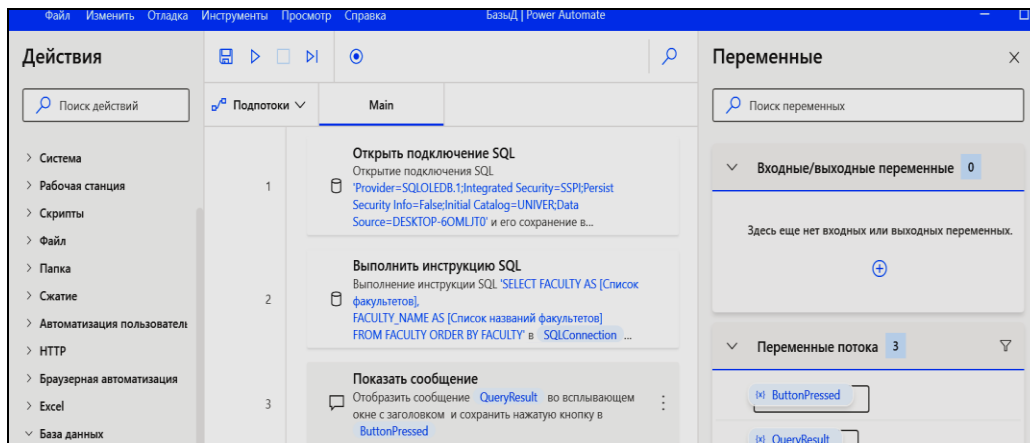 Файл Изменить Отладка Инструменты Просмотр Справка БазыД | Power Automate
Действия
Поиск действий
Система
Рабочая станция
Скрипты
Файл
Папка
Сжатие
Автоматизация пользователь
HTTP
Браузерная автоматизация
Excel
База данных
Подпотоки Main
1
Открыть подключение SQL
Открытие подключения SQL
'Provider=SQLOLEDB.1;Integrated Security=SSPI;Persist
Security Info=False;Initial Catalog=UNIVER;Data
Source=DESKTOP-6OMLJT0' и его сохранение в...
2
Выполнить инструкцию SQL
Выполнение инструкции SQL 'SELECT FACULTY AS [Список
факультетов],
FACULTY_NAME AS [Список названий факультетов]
FROM FACULTY ORDER BY FACULTY' в SQLConnection ...
3
Показать сообщение
Отобразить сообщение QueryResult во всплывающем
окне с заголовком и сохранить нажатую кнопку в
ButtonPressed
Переменные
Поиск переменных
Входные/выходные переменные 0
Здесь еще нет входных или выходных переменных.
Переменные потока 3
{x} ButtonPressed
{x} QueryResult